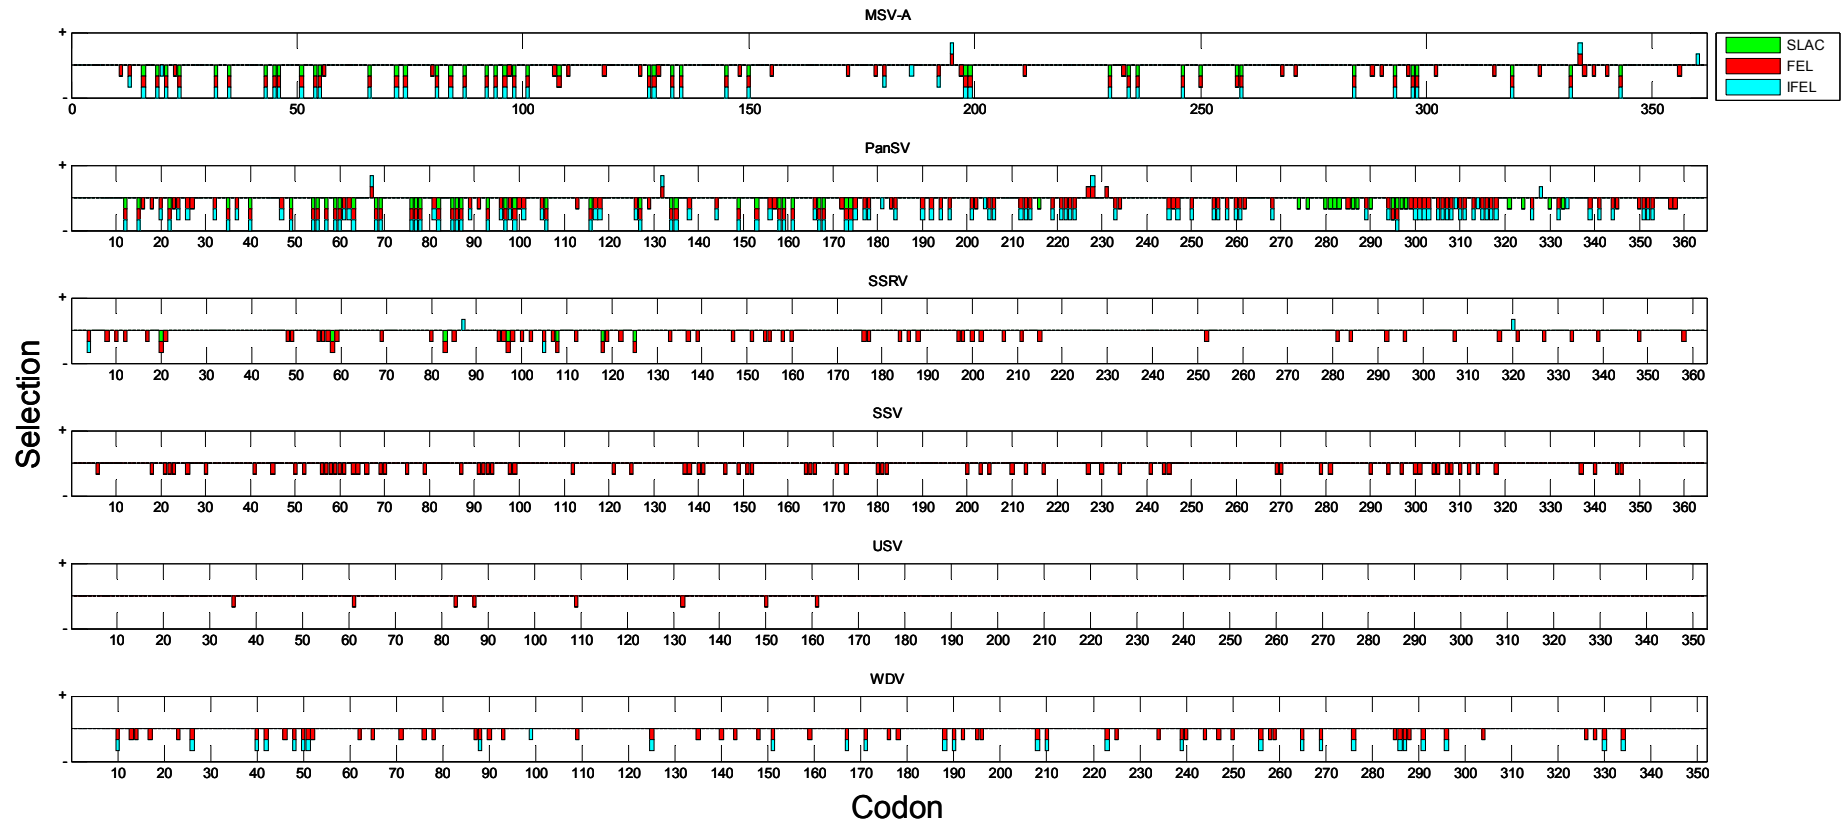 MSV-A
+
-
0 50 100 150 200 250 300 350
SLAC
FEL
IFEL
PanSV
+
-
10 20 30 40 50 60 70 80 90 100 110 120 130 140 150 160 170 180 190 200 210 220 230 240 250 260 270 280 290 300 310 320 330 340 350 360
SSRV
+
-
10 20 30 40 50 60 70 80 90 100 110 120 130 140 150 160 170 180 190 200 210 220 230 240 250 260 270 280 290 300 310 320 330 340 350 360
Selection
SSV
+
-
10 20 30 40 50 60 70 80 90 100 110 120 130 140 150 160 170 180 190 200 210 220 230 240 250 260 270 280 290 300 310 320 330 340 350 360
USV
+
-
10 20 30 40 50 60 70 80 90 100 110 120 130 140 150 160 170 180 190 200 210 220 230 240 250 260 270 280 290 300 310 320 330 340 350
WDV
+
-
10 20 30 40 50 60 70 80 90 100 110 120 130 140 150 160 170 180 190 200 210 220 230 240 250 260 270 280 290 300 310 320 330 340 350
Codon